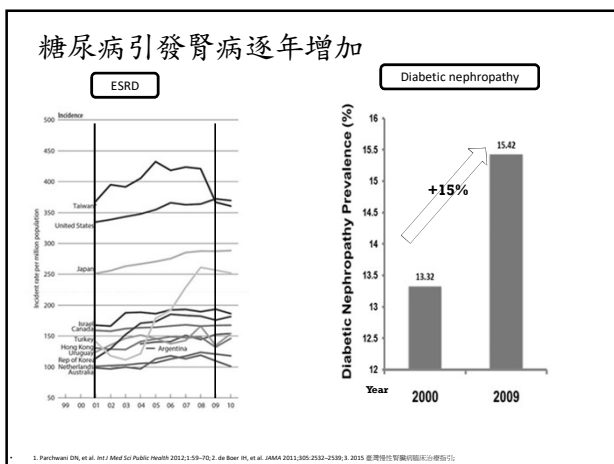 糖尿病引發腎病逐年增加
ESRD
Incidence
500
450
400
350
300
250
200
150
100
50
Incident rate per million population
Taiwan
United States
Japan
Israel
Canada
Turkey
Hong Kong
Uruguay
Rep of Korea
Netherlands
Australia
Argentina
99 00 01 02 03 04 05 06 07 08 09 10
Diabetic nephropathy
Diabetic Nephropathy Prevalence (%)
16
15.5
15
14.5
14
13.5
13
12.5
12
15.42
+15%
13.32
Year
2000 2009
1. Parchwani DN, et al. Int J Med Sci Public Health 2012;1:59–70; 2. de Boer IH, et al. JAMA 2011;305:2532–2539; 3. 2015 臺灣慢性腎臟病臨床治療指引;